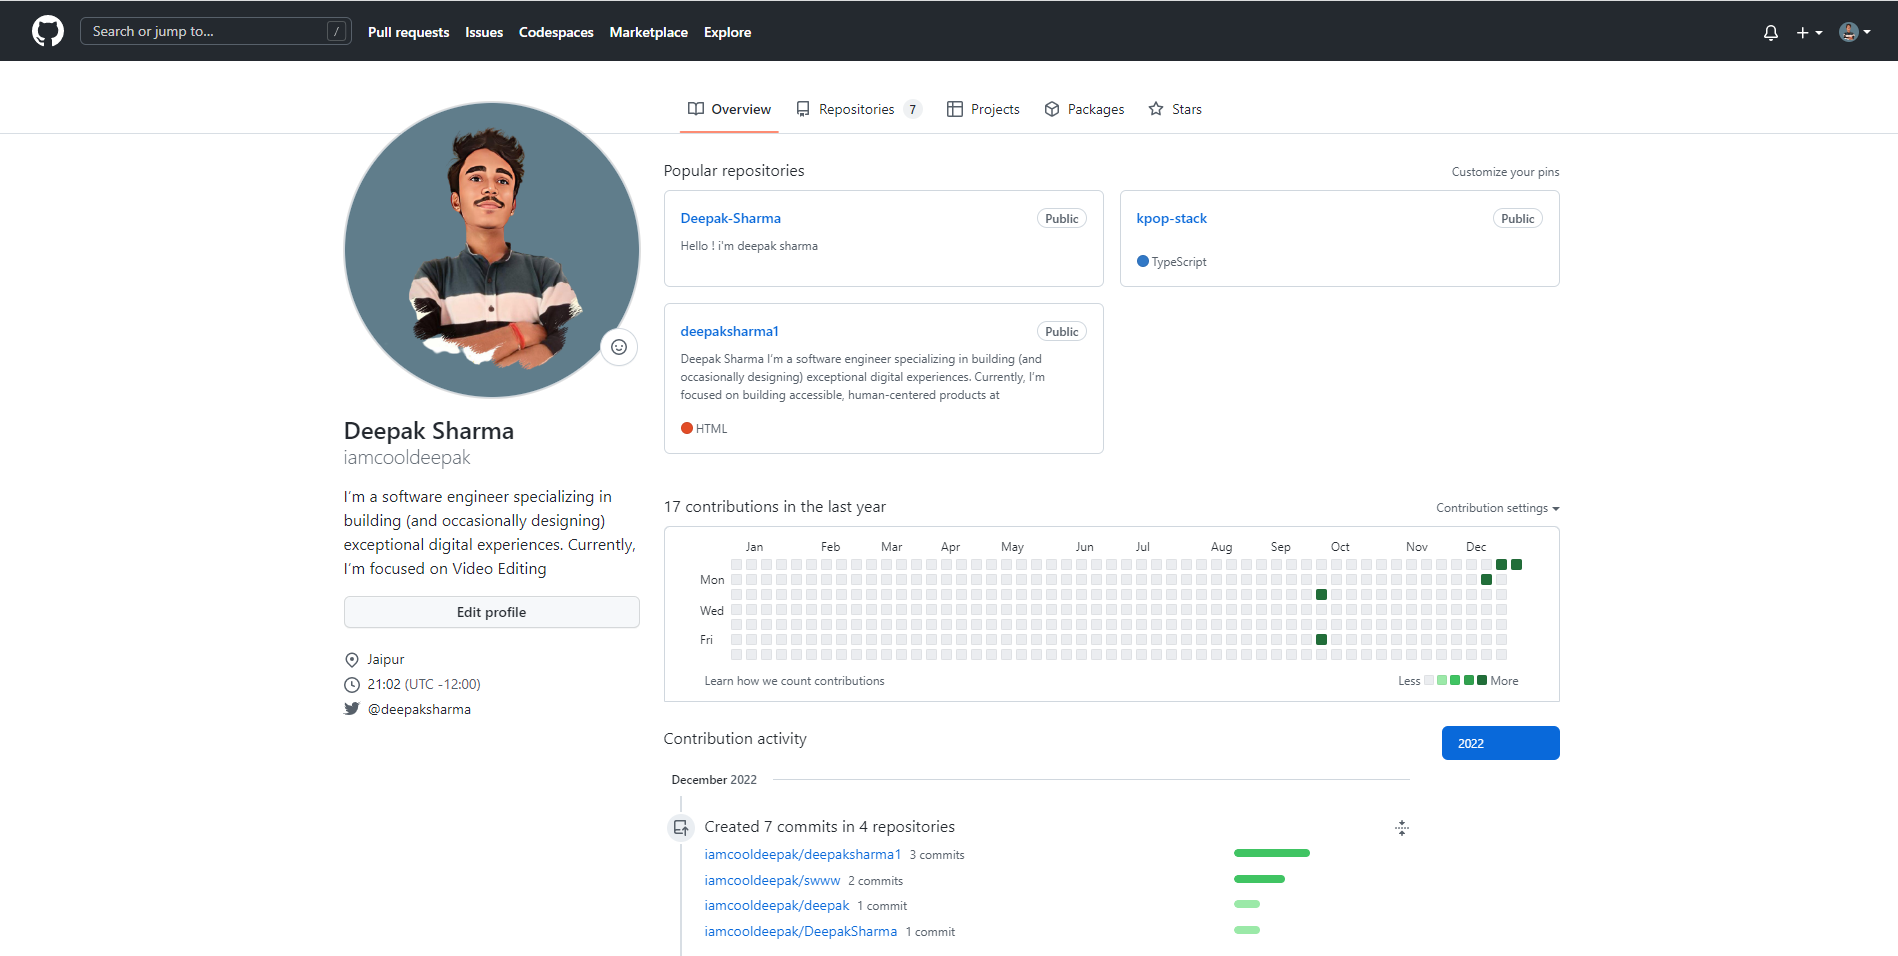 Search or jump to... /
Pull requests Issues Codespaces Marketplace Explore
Overview Repositories 7 Projects Packages Stars
Deepak Sharma
iamcooldeepak
I'm a software engineer specializing in
building (and occasionally designing)
exceptional digital experiences. Currently,
I'm focused on Video Editing
Edit profile
Jaipur
21:02 (UTC -12:00)
@deepaksharma
Popular repositories
Customize your pins
Deepak-Sharma Public
Hello ! i'm deepak sharma
kpop-stack Public
TypeScript
deepaksharma1 Public
Deepak Sharma I'm a software engineer specializing in building (and
occasionally designing) exceptional digital experiences. Currently, I'm
focused on building accessible, human-centered products at
HTML
17 contributions in the last year
Contribution settings
Jan Feb Mar Apr May Jun Jul Aug Sep Oct Nov Dec
Mon
Wed
Fri
Learn how we count contributions
Less More
Contribution activity
2022
December 2022
Created 7 commits in 4 repositories
iamcooldeepak/deepaksharma1 3 commits
iamcooldeepak/swww 2 commits
iamcooldeepak/deepak 1 commit
iamcooldeepak/DeepakSharma 1 commit